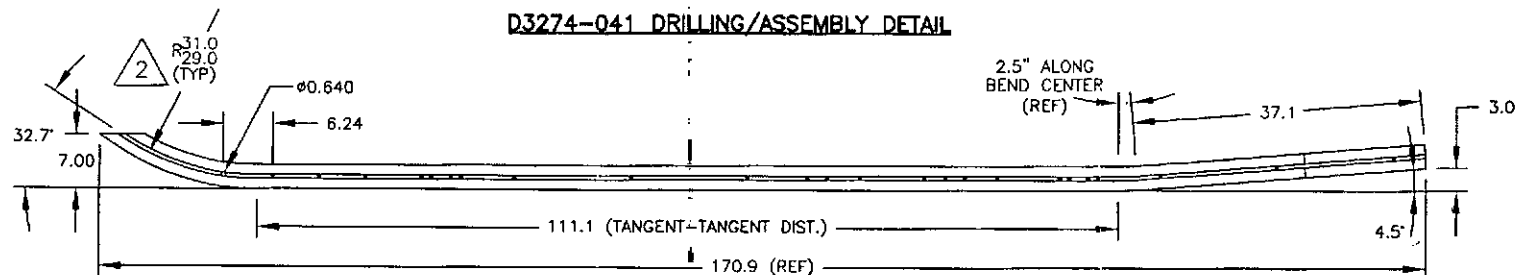 D3274-041 DRILLING/ASSEMBLY DETAIL
2
R31.0
29.0
(TYP)
ø0.640
6.24
2.5" ALONG
BEND CENTER
(REF)
37.1
3.0
32.7°
7.00
111.1 (TANGENT-TANGENT DIST.)
4.5°
170.9 (REF)